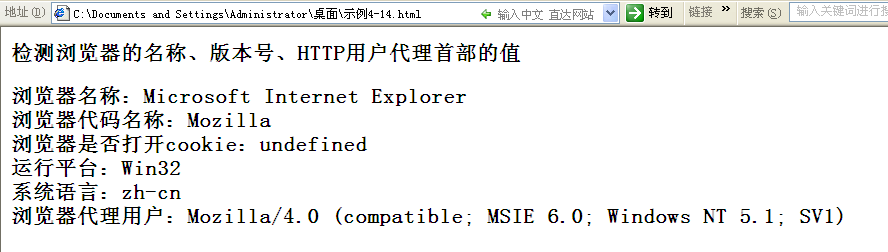 地址(D) C:\Documents and Settings\Administrator\桌面\示例4-14.html 输入中文 直达网站 转到 链接 » 搜索(S) 输入关键词进行搜
检测浏览器的名称、版本号、HTTP用户代理首部的值
浏览器名称：Microsoft Internet Explorer
浏览器代码名称：Mozilla
浏览器是否打开cookie：undefined
运行平台：Win32
系统语言：zh-cn
浏览器代理用户：Mozilla/4.0 (compatible; MSIE 6.0; Windows NT 5.1; SV1)